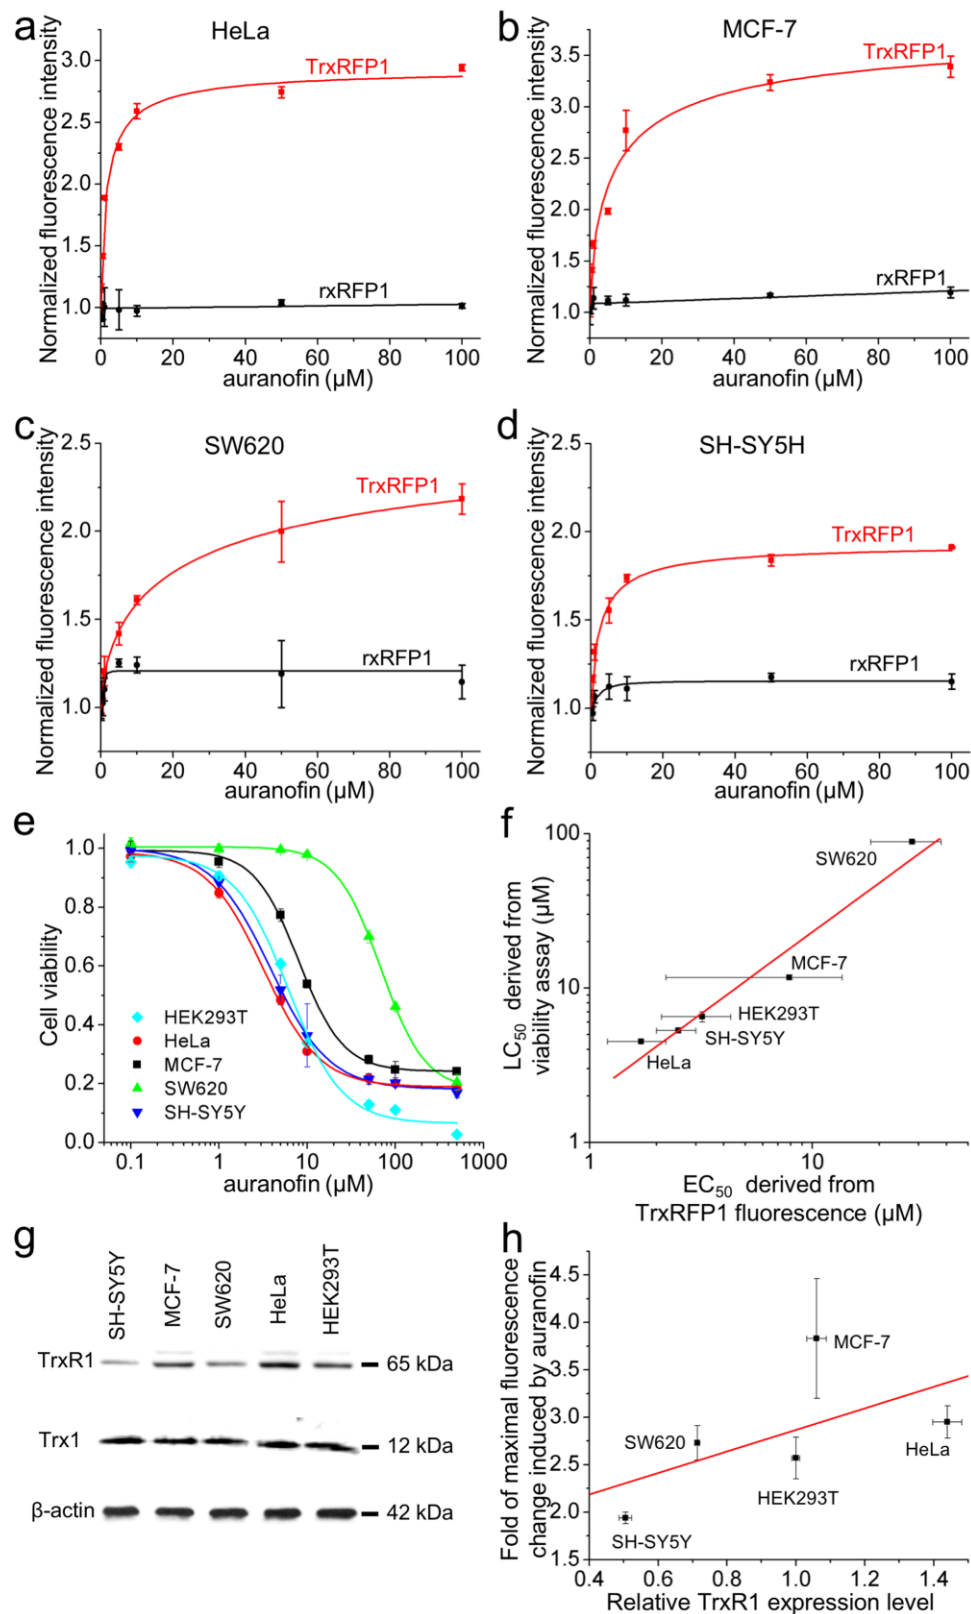 a
HeLa
Normalized fluorescence intensity
3.0
2.5
2.0
1.5
1.0
TrxRFP1
rxRFP1
0 20 40 60 80 100
auranofin (µM)
b
MCF-7
Normalized fluorescence intensity
3.5
3.0
2.5
2.0
1.5
1.0
TrxRFP1
rxRFP1
0 20 40 60 80 100
auranofin (µM)
c
SW620
Normalized fluorescence intensity
2.5
2.0
1.5
1.0
TrxRFP1
rxRFP1
0 20 40 60 80 100
auranofin (µM)
d
SH-SY5H
Normalized fluorescence intensity
2.5
2.0
1.5
1.0
TrxRFP1
rxRFP1
0 20 40 60 80 100
auranofin (µM)
e
Cell viability
1.0
0.8
0.6
0.4
0.2
0.0
HEK293T
HeLa
MCF-7
SW620
SH-SY5Y
0.1 1 10 100 1000
auranofin (µM)
f
LC50 derived from
viability assay (µM)
100
10
1
SW620
MCF-7
HEK293T
SH-SY5Y
HeLa
1 10
EC50 derived from
TrxRFP1 fluorescence (µM)
g
SH-SY5Y
MCF-7
SW620
HeLa
HEK293T
TrxR1 65 kDa
Trx1 12 kDa
β-actin 42 kDa
h
Fold of maximal fluorescence
change induced by auranofin
4.5
4.0
3.5
3.0
2.5
2.0
1.5
MCF-7
SW620
HeLa
HEK293T
SH-SY5Y
0.4 0.6 0.8 1.0 1.2 1.4
Relative TrxR1 expression level